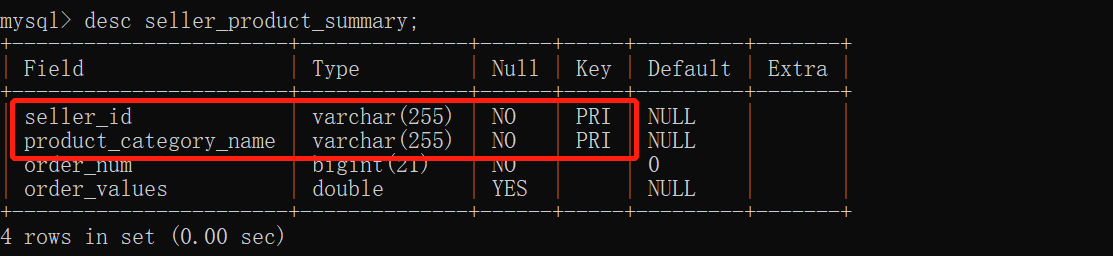 mysql> desc seller_product_summary;
+-----------------------+--------------+------+-----+---------+-------+
| Field | Type | Null | Key | Default | Extra |
+-----------------------+--------------+------+-----+---------+-------+
| seller_id | varchar(255) | NO | PRI | NULL | |
| product_category_name | varchar(255) | NO | PRI | NULL | |
| order_num | bigint(21) | NO | | 0 | |
| order_values | double | YES | | NULL | |
+-----------------------+--------------+------+-----+---------+-------+
4 rows in set (0.00 sec)